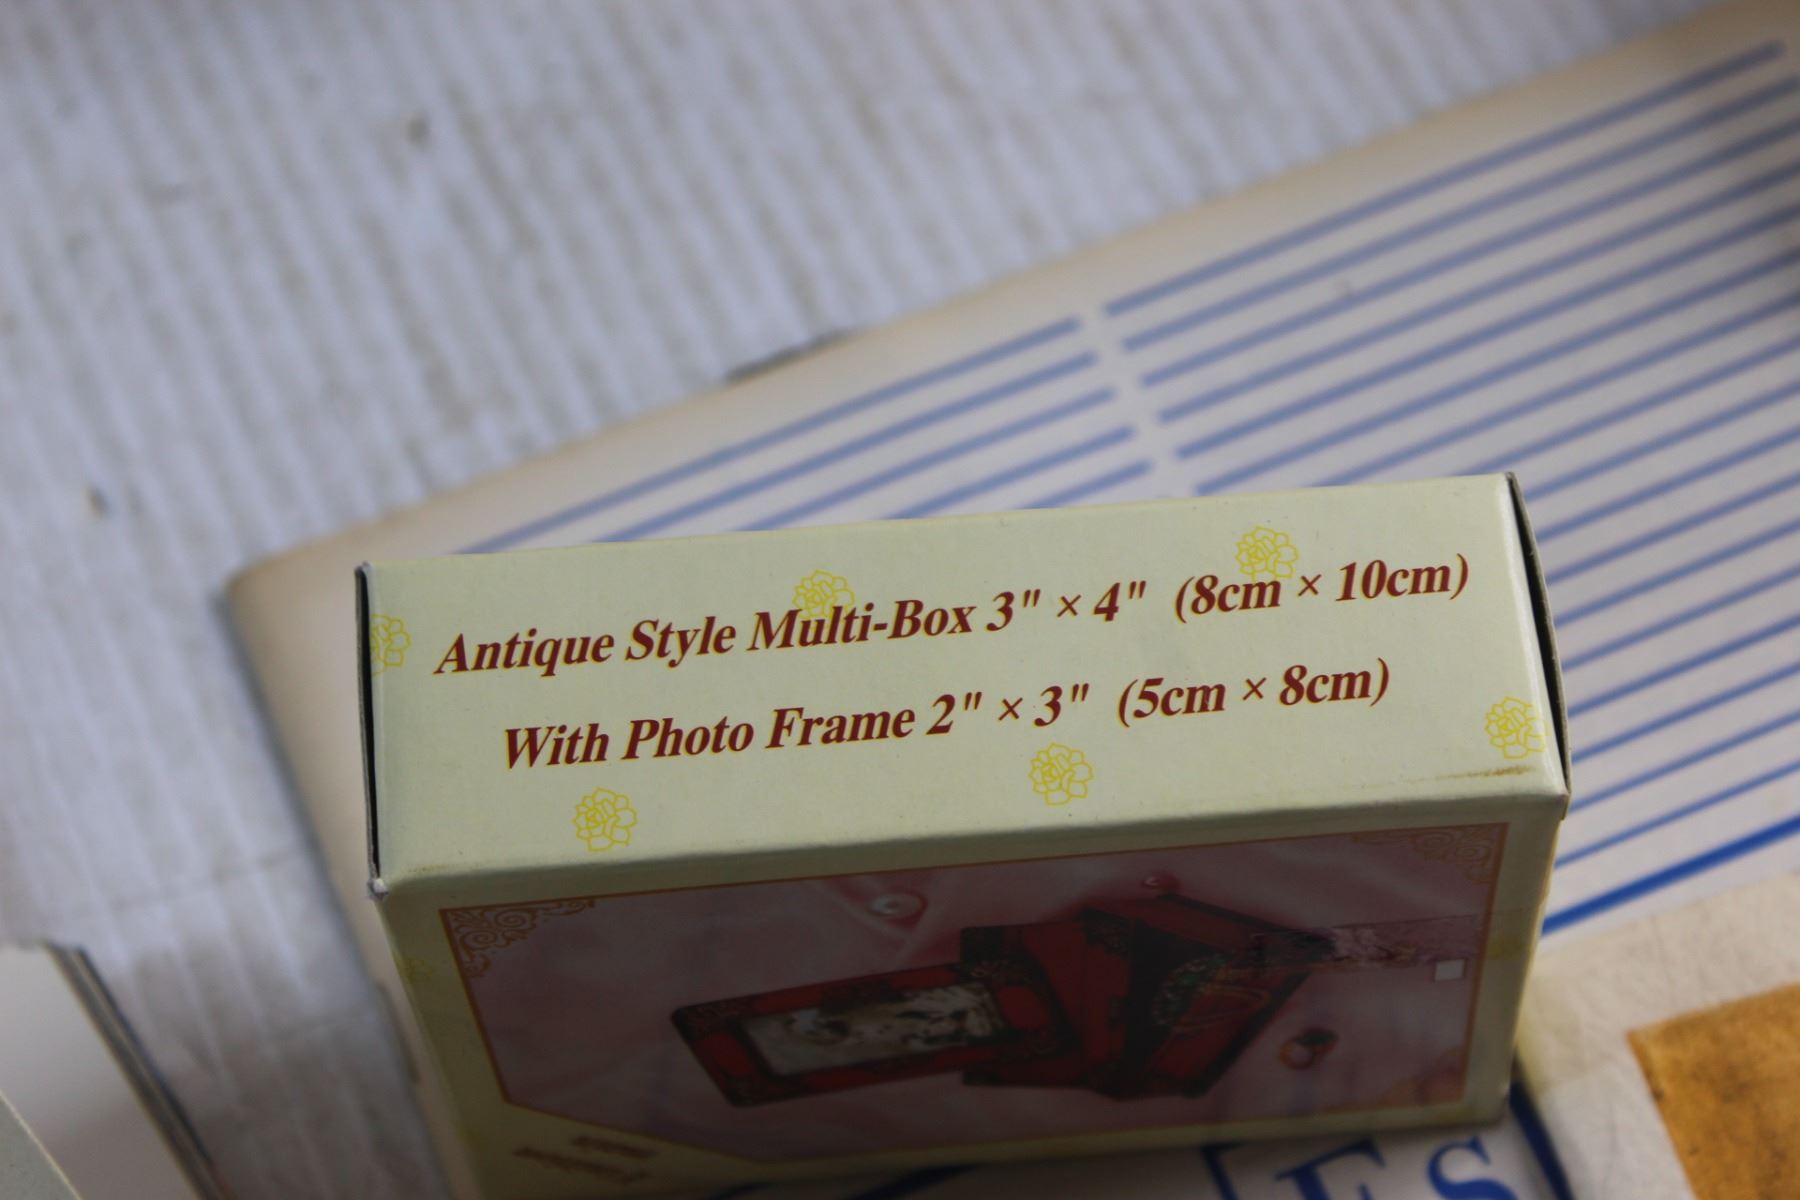 Antique Style Multi-Box 3" × 4" (8cm × 10cm)
With Photo Frame 2" × 3" (5cm × 8cm)